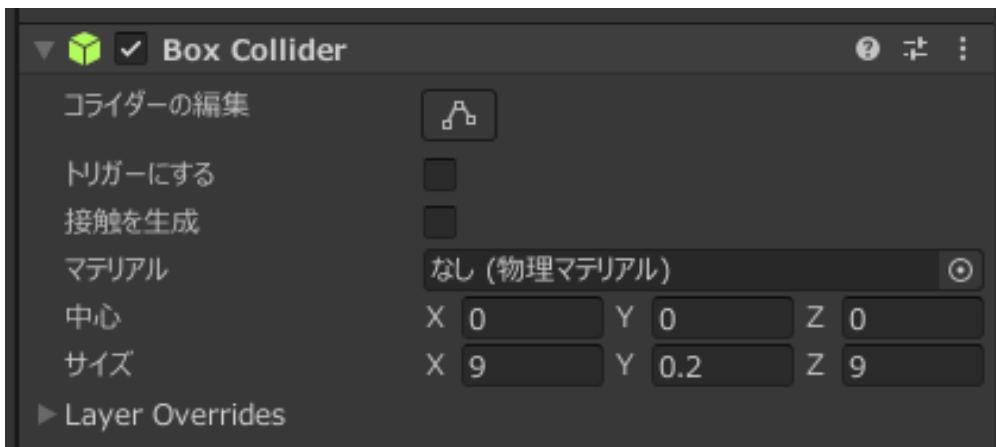 Box Collider
コライダーの編集
トリガーにする
接触を生成
マテリアル なし (物理マテリアル)
中心 X 0 Y 0 Z 0
サイズ X 9 Y 0.2 Z 9
Layer Overrides